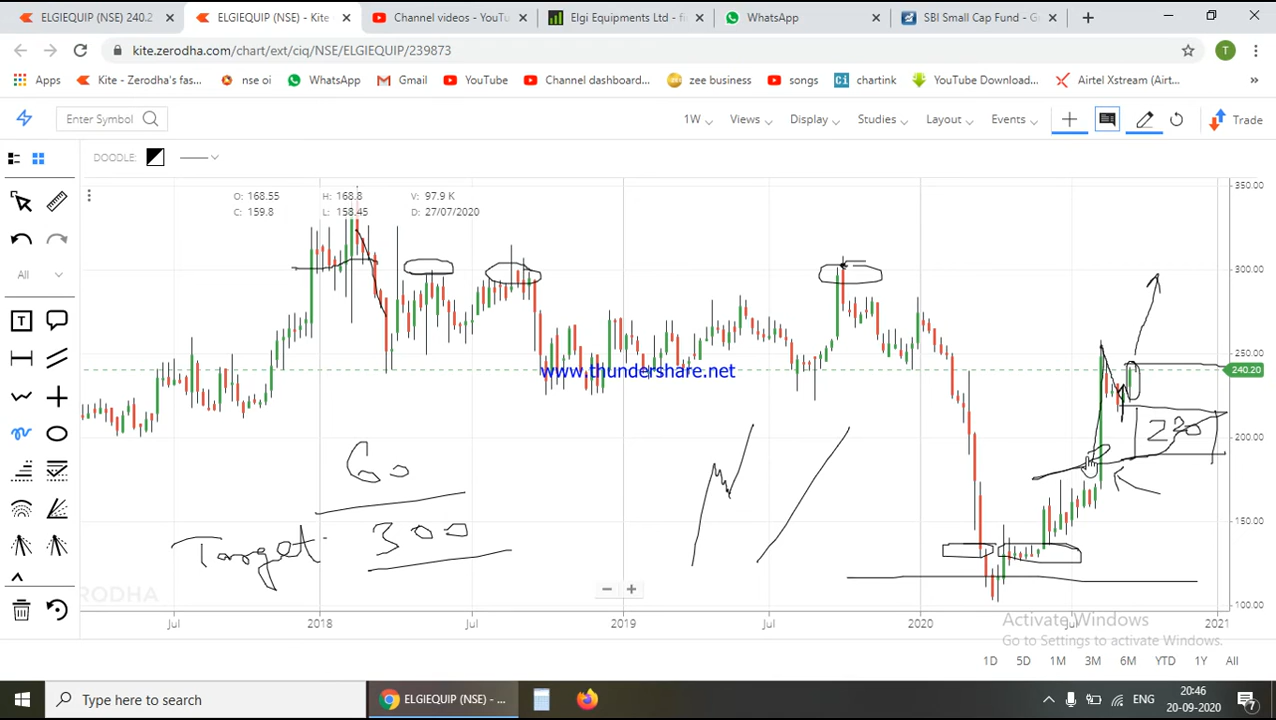 ELGIEQUIP (NSE) 240.2
ELGIEQUIP (NSE) - Kite
Channel videos - YouTu
Elgi Equipments Ltd - fi
WhatsApp
SBI Small Cap Fund - G
kite.zerodha.com/chart/ext/ciq/NSE/ELGIEQUIP/239873
T
Apps
Kite - Zerodha's fas...
nse oi
WhatsApp
Gmail
YouTube
Channel dashboard...
zee business
songs
Ci chartink
YouTube Download...
Airtel Xstream (Airt...
»
Enter Symbol
1W
Views
Display
Studies
Layout
Events
Trade
DOODLE:
O: 168.55 H: 168.8 V: 97.9 K
C: 159.8 L: 158.45 D: 27/07/2020
350.00
300.00
250.00
240.20
200.00
150.00
100.00
All
T
www.thundershare.net
60
Target: 300
230
ZERODHA
Jul 2018 Jul 2019 Jul 2020 Jul 2021
Activate Windows
Go to Settings to activate Windows.
1D 5D 1M 3M 6M YTD 1Y All
Type here to search
ELGIEQUIP (NSE) - ...
ENG
20:46
20-09-2020
7